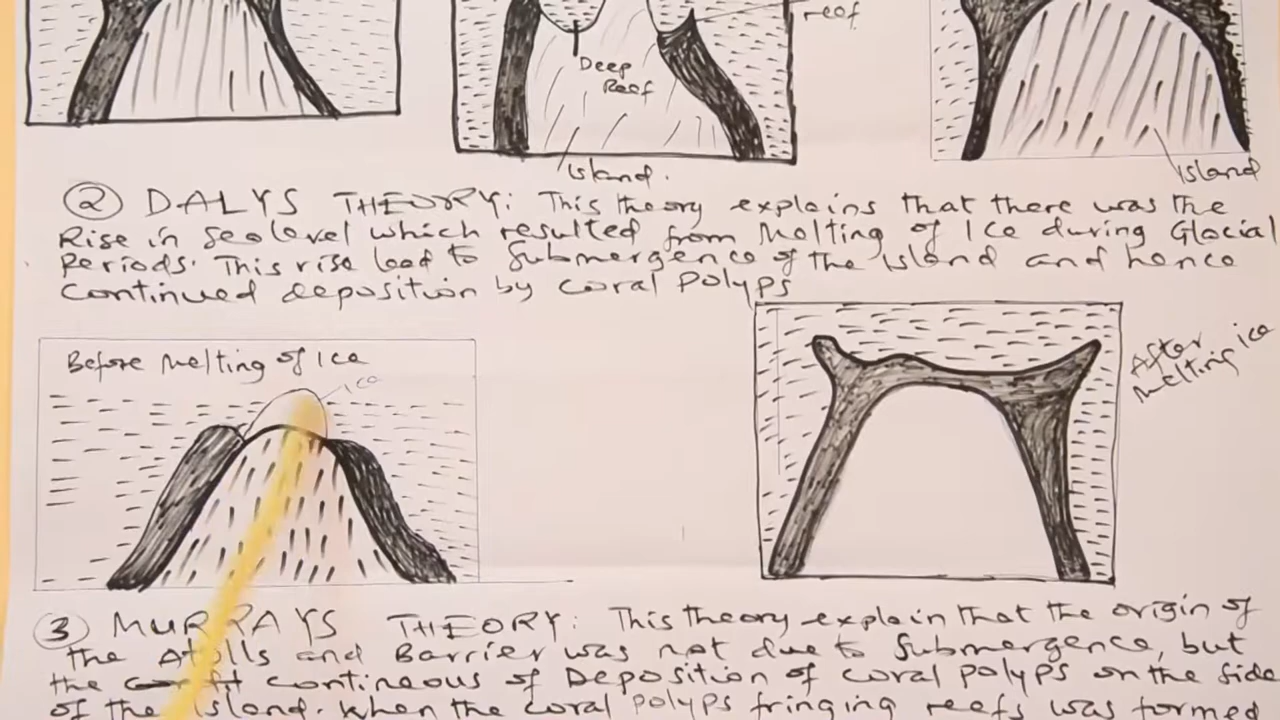 reef
Deep
Reef
island.
island
② DALYS THEORY: This theory explains that there was the
Rise in sealevel which resulted from Melting of Ice during Glacial
Periods. This rise lead to Submergence of the island and hence
continued deposition by coral Polyps
Before Melting of Ice
Ice
After
Melting ice
③ MURRAYS THEORY: This theory explain that the origin of
the Atolls and Barrier was not due to Submergence, but
the contineous of Deposition of coral Polyps on the side
of the island. When the coral polyps fringing reefs was formed